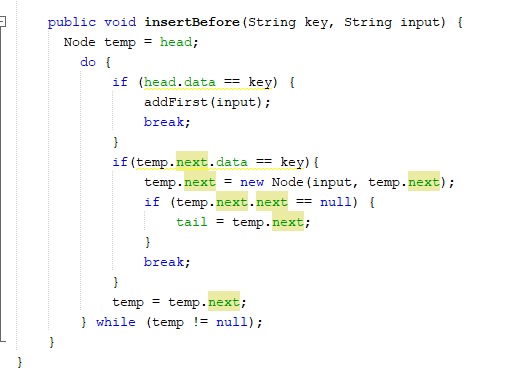 public void insertBefore(String key, String input) {
Node temp = head;
do {
if (head.data == key) {
addFirst(input);
break;
}
if(temp.next.data == key){
temp.next = new Node(input, temp.next);
if (temp.next.next == null) {
tail = temp.next;
}
break;
}
temp = temp.next;
} while (temp != null);
}
}